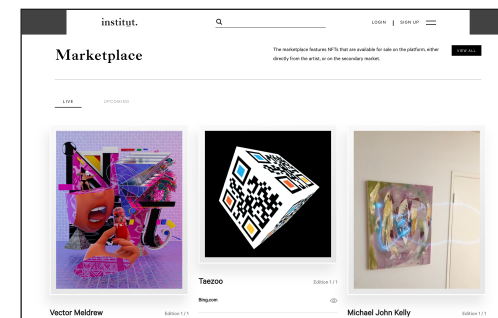 institut.
LOGIN | SIGN UP
Marketplace
The marketplace features NFTs that are available for sale on the platform, either
directly from the artist, or on the secondary market.
VIEW ALL
LIVE
UPCOMING
Taezoo
Edition 1 / 1
Bing.com
Vector Meldrew
Edition 1 / 1
Michael John Kelly
Edition 1 / 1